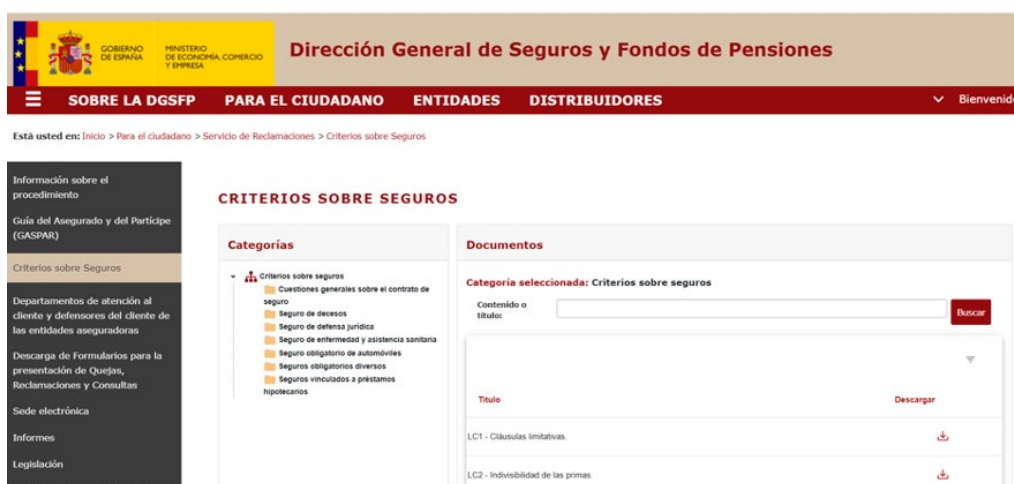 GOBIERNO
DE ESPAÑA
MINISTERIO
DE ECONOMÍA, COMERCIO
Y EMPRESA
Dirección General de Seguros y Fondos de Pensiones
SOBRE LA DGSFP PARA EL CIUDADANO ENTIDADES DISTRIBUIDORES Bienvenido
Está usted en: Inicio > Para el ciudadano > Servicio de Reclamaciones > Criterios sobre Seguros
Información sobre el
procedimiento
Guía del Asegurado y del Partícipe
(GASPAR)
Criterios sobre Seguros
Departamentos de atención al
cliente y defensores del cliente de
las entidades aseguradoras
Descarga de Formularios para la
presentación de Quejas,
Reclamaciones y Consultas
Sede electrónica
Informes
Legislación
CRITERIOS SOBRE SEGUROS
Categorías
Criterios sobre seguros
Cuestiones generales sobre el contrato de
seguro
Seguro de decesos
Seguro de defensa jurídica
Seguro de enfermedad y asistencia sanitaria
Seguro obligatorio de automóviles
Seguros obligatorios diversos
Seguros vinculados a préstamos
hipotecarios
Documentos
Categoría seleccionada: Criterios sobre seguros
Contenido o
título:
Buscar
Título Descargar
LC1 - Cláusulas limitativas.
LC2 - Indivisibilidad de las primas.